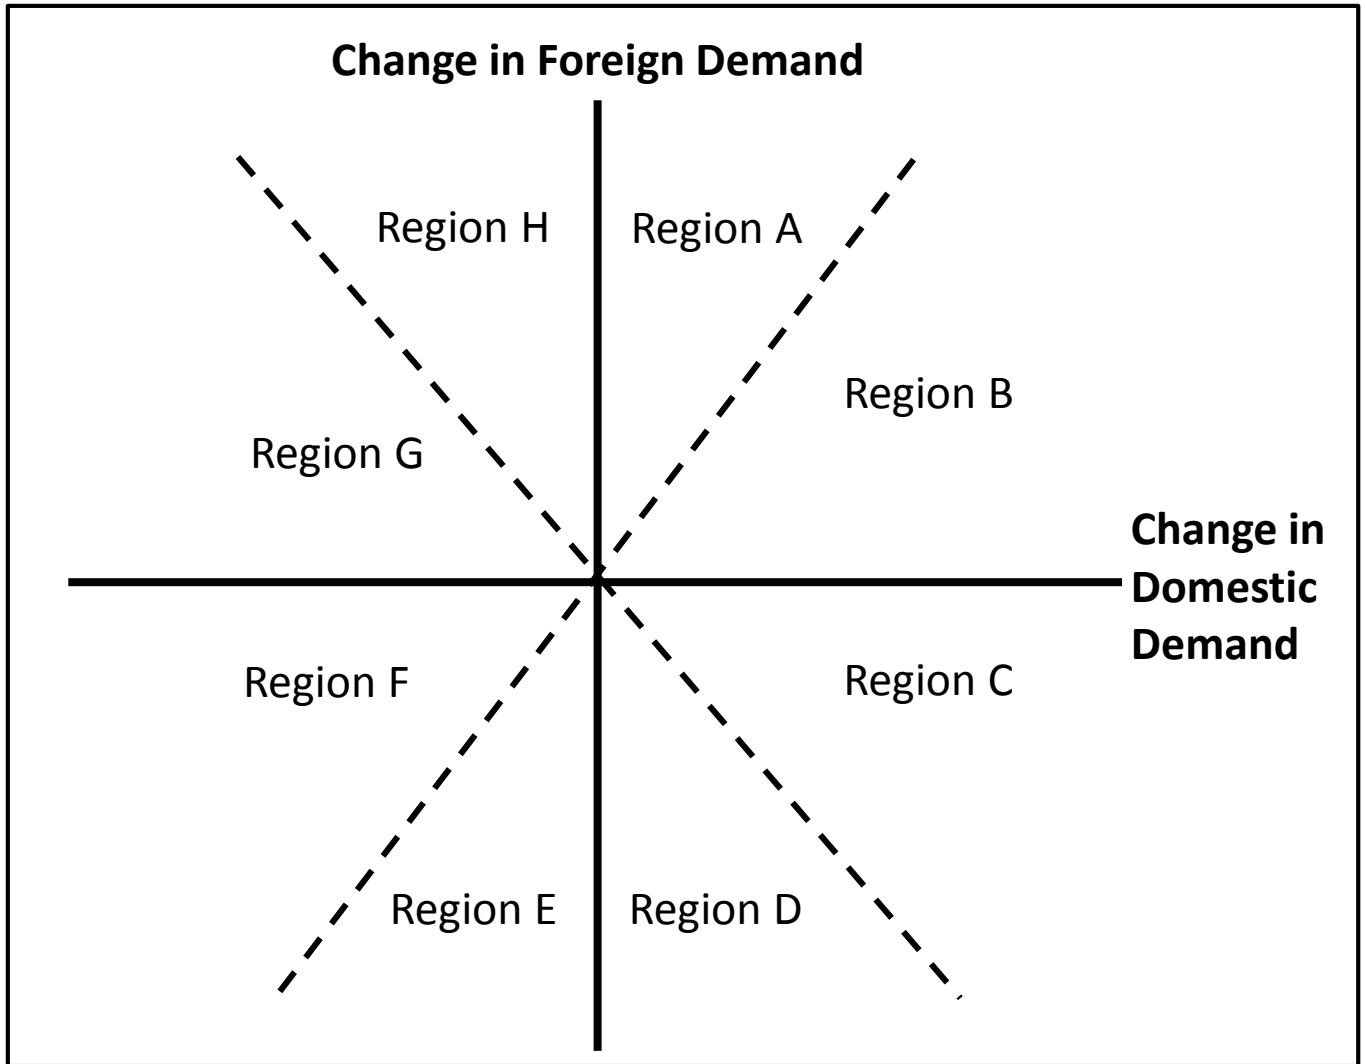 Change in Foreign Demand
Region H
Region A
Region B
Region G
Change in
Domestic
Demand
Region F
Region C
Region E
Region D